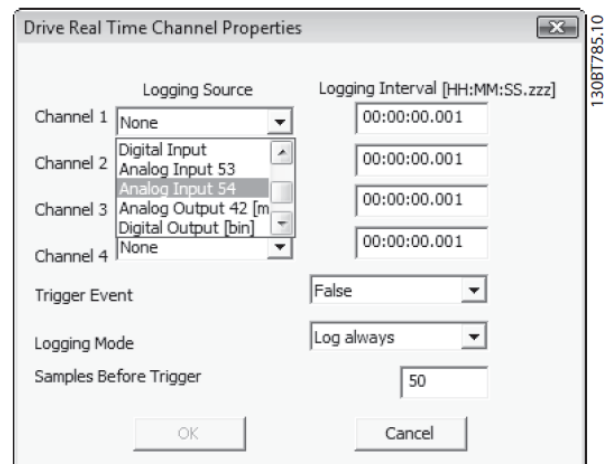 Drive Real Time Channel Properties
Logging Source
Logging Interval [HH:MM:SS.zzz]
Channel 1
None
00:00:00.001
Channel 2
Digital Input
Analog Input 53
Analog Input 54
Analog Output 42 [m
Digital Output [bin]
00:00:00.001
Channel 3
00:00:00.001
Channel 4
None
00:00:00.001
Trigger Event
False
Logging Mode
Log always
Samples Before Trigger
50
OK
Cancel
130BT785.10